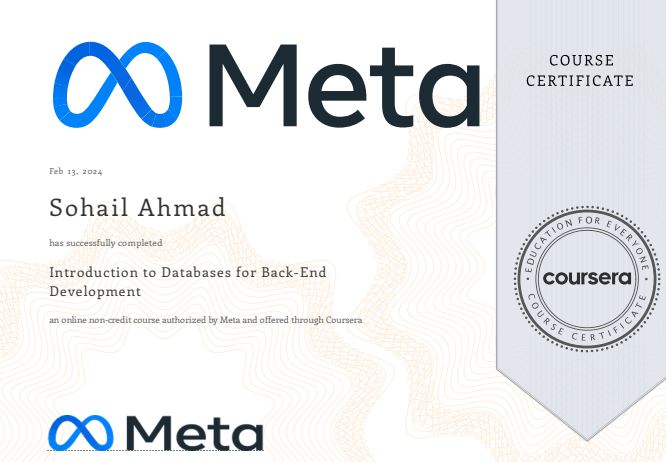 Meta
COURSE
CERTIFICATE
Feb 13, 2024
Sohail Ahmad
has successfully completed
Introduction to Databases for Back-End
Development
an online non-credit course authorized by Meta and offered through Coursera
EDUCATION FOR EVERYONE
coursera
COURSE CERTIFICATE
Meta